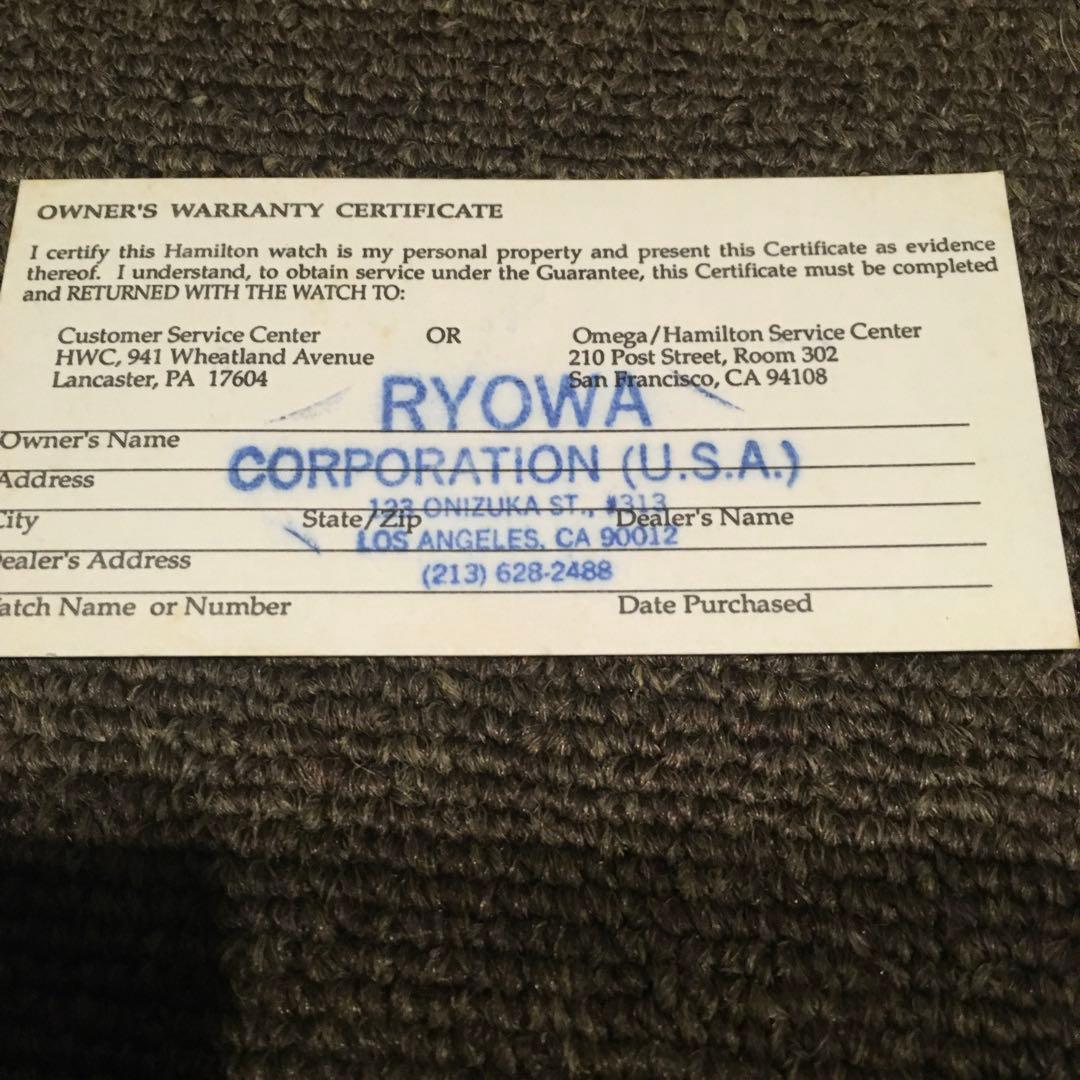 OWNER'S WARRANTY CERTIFICATE
I certify this Hamilton watch is my personal property and present this Certificate as evidence
thereof. I understand, to obtain service under the Guarantee, this Certificate must be completed
and RETURNED WITH THE WATCH TO:
Customer Service Center OR Omega/Hamilton Service Center
HWC, 941 Wheatland Avenue 210 Post Street, Room 302
Lancaster, PA 17604 San Francisco, CA 94108
RYOWA
Owner's Name
CORPORATION (U.S.A.)
Address
123 ONIZUKA ST., #313
City State/Zip Dealer's Name
LOS ANGELES, CA 90012
ealer's Address
(213) 628-2488
atch Name or Number Date Purchased